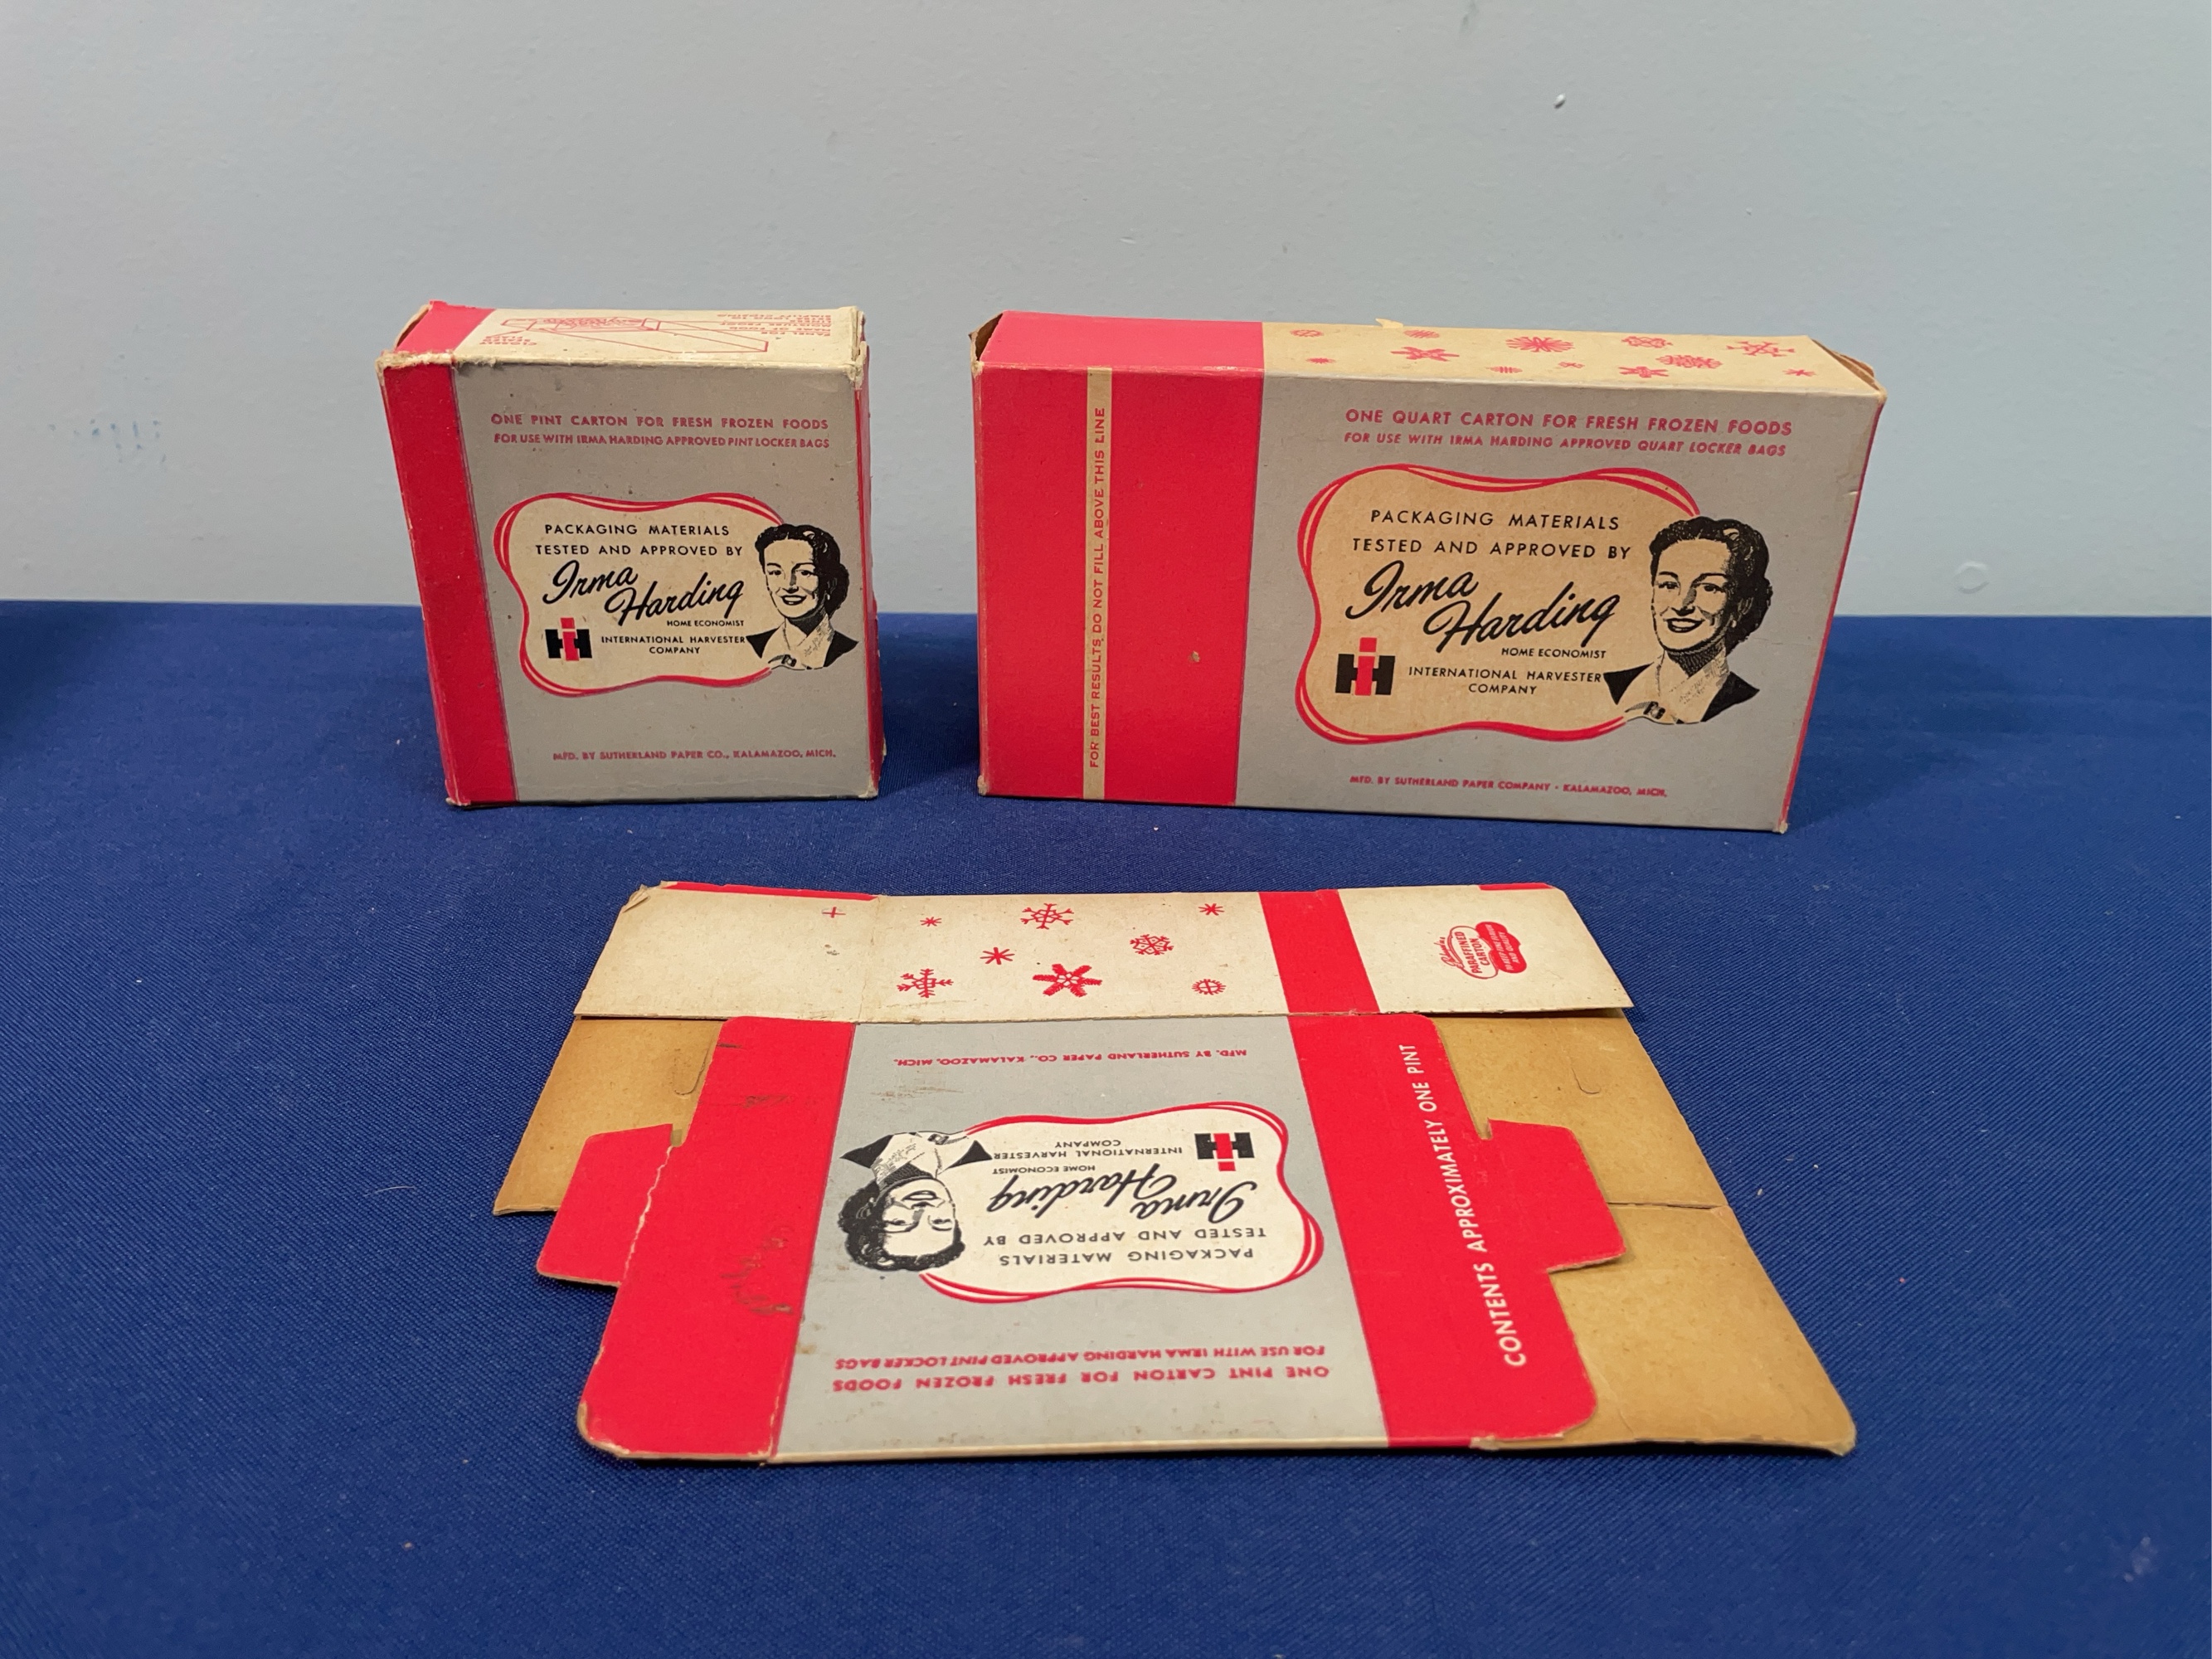 ONE PINT CARTON FOR FRESH FROZEN FOODS
FOR USE WITH IRMA HARDING APPROVED PINT LOCKER BAGS
PACKAGING MATERIALS
TESTED AND APPROVED BY
Irma
Harding
HOME ECONOMIST
IH
INTERNATIONAL HARVESTER
COMPANY
MFD. BY SUTHERLAND PAPER CO., KALAMAZOO, MICH.
FOR BEST RESULTS DO NOT FILL ABOVE THIS LINE
ONE QUART CARTON FOR FRESH FROZEN FOODS
FOR USE WITH IRMA HARDING APPROVED QUART LOCKER BAGS
PACKAGING MATERIALS
TESTED AND APPROVED BY
Irma
Harding
HOME ECONOMIST
IH
INTERNATIONAL HARVESTER
COMPANY
MFD. BY SUTHERLAND PAPER COMPANY · KALAMAZOO, MICH.
PARAFFINED
CARTON
ONE PINT CARTON FOR FRESH FROZEN FOODS
FOR USE WITH IRMA HARDING APPROVED PINT LOCKER BAGS
PACKAGING MATERIALS
TESTED AND APPROVED BY
Irma
Harding
HOME ECONOMIST
IH
INTERNATIONAL HARVESTER
COMPANY
MFD. BY SUTHERLAND PAPER CO., KALAMAZOO, MICH.
CONTENTS APPROXIMATELY ONE PINT